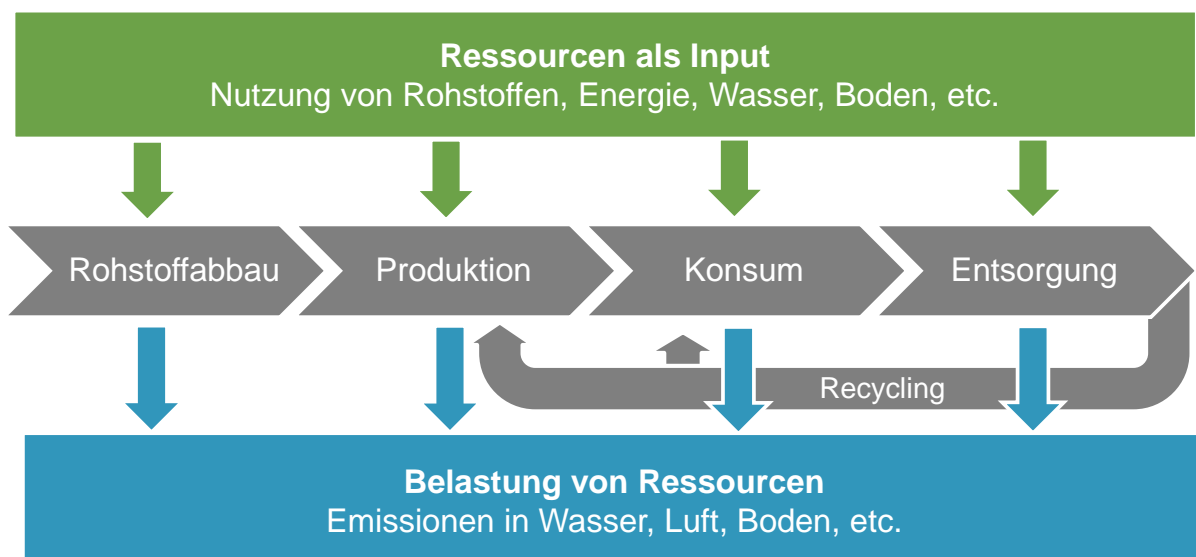 Ressourcen als Input
Nutzung von Rohstoffen, Energie, Wasser, Boden, etc.
Rohstoffabbau
Produktion
Konsum
Entsorgung
Recycling
Belastung von Ressourcen
Emissionen in Wasser, Luft, Boden, etc.